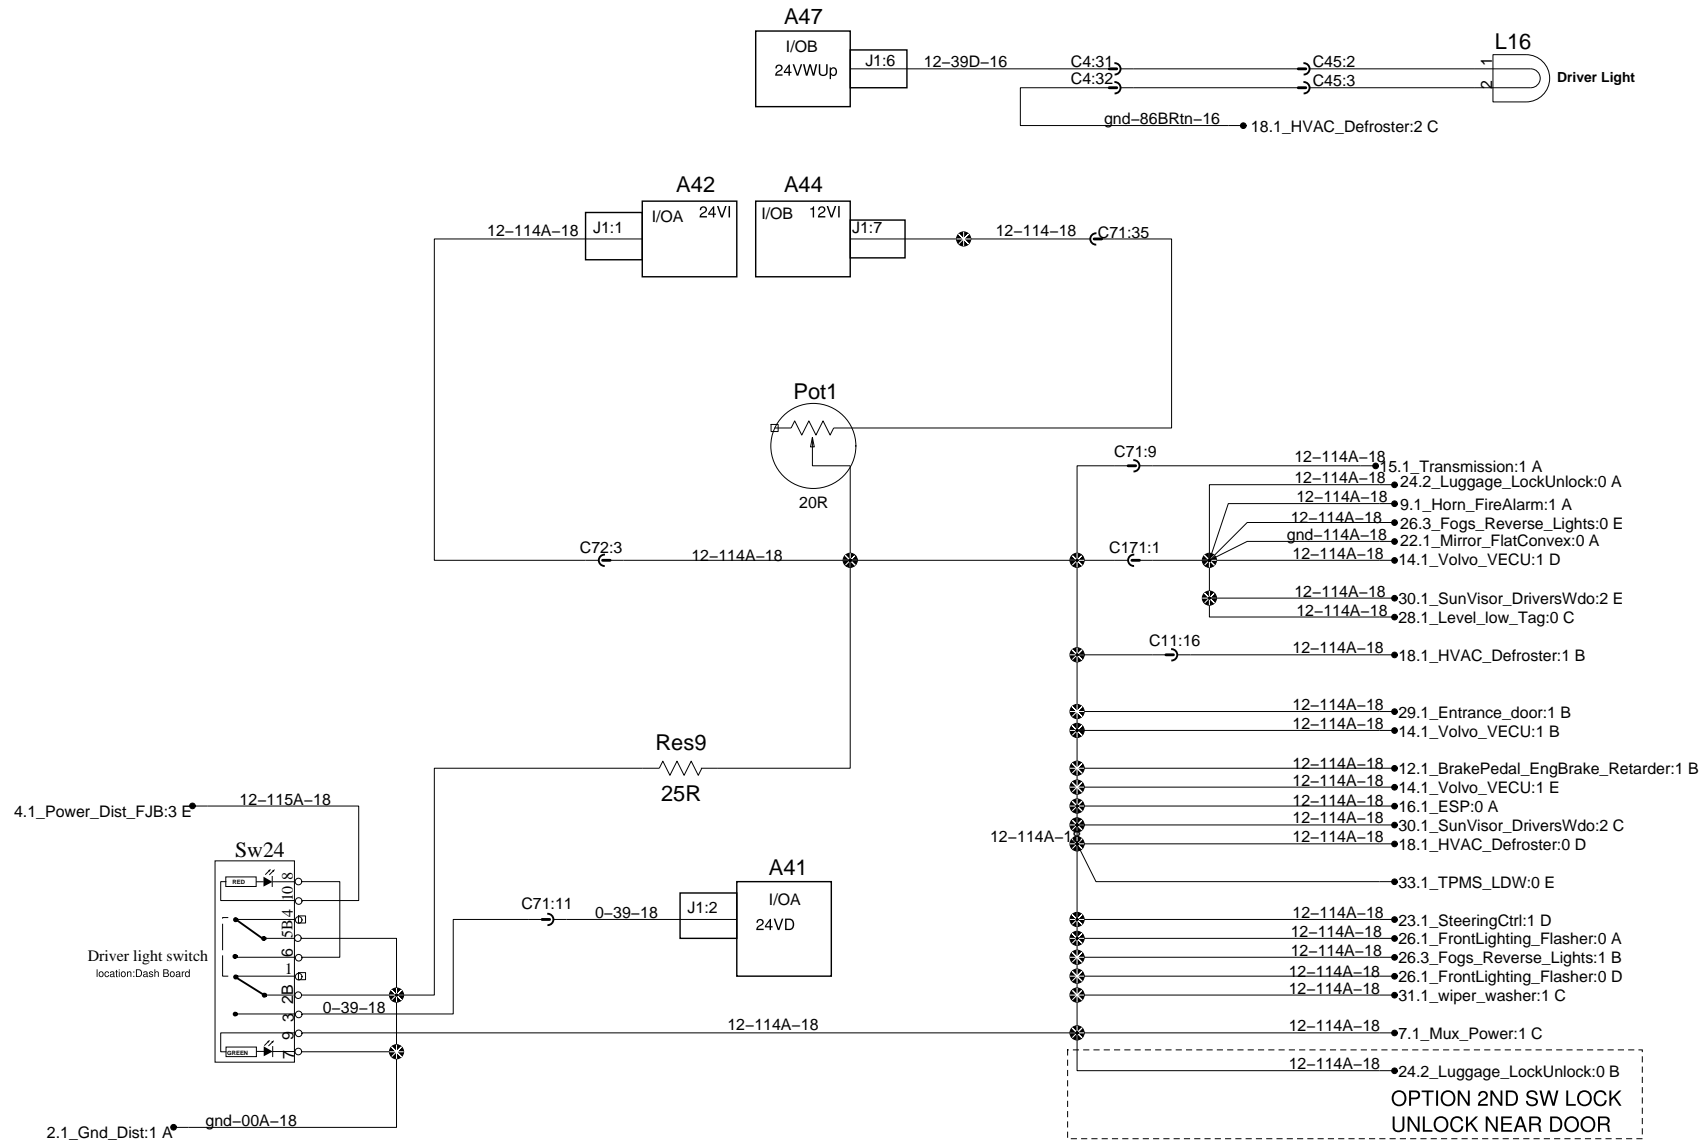 A47
I/OB
24VWUp
J1:6
12-39D-16
C4:31
C4:32
C45:2
C45:3
L16
1
2
Driver Light
gnd-86BRtn-16
18.1_HVAC_Defroster:2 C
A42
I/OA 24VI
J1:1
12-114A-18
A44
I/OB 12VI
J1:7
12-114-18
C71:35
Pot1
20R
C72:3
12-114A-18
C71:9
12-114A-18
15.1_Transmission:1 A
12-114A-18
24.2_Luggage_LockUnlock:0 A
12-114A-18
9.1_Horn_FireAlarm:1 A
12-114A-18
26.3_Fogs_Reverse_Lights:0 E
gnd-114A-18
22.1_Mirror_FlatConvex:0 A
C171:1
12-114A-18
14.1_Volvo_VECU:1 D
12-114A-18
30.1_SunVisor_DriversWdo:2 E
12-114A-18
28.1_Level_low_Tag:0 C
C11:16
12-114A-18
18.1_HVAC_Defroster:1 B
12-114A-18
29.1_Entrance_door:1 B
12-114A-18
14.1_Volvo_VECU:1 B
12-114A-18
12.1_BrakePedal_EngBrake_Retarder:1 B
12-114A-18
14.1_Volvo_VECU:1 E
12-114A-18
16.1_ESP:0 A
12-114A-18
30.1_SunVisor_DriversWdo:2 C
12-114A-1
12-114A-18
18.1_HVAC_Defroster:0 D
33.1_TPMS_LDW:0 E
12-114A-18
23.1_SteeringCtrl:1 D
12-114A-18
26.1_FrontLighting_Flasher:0 A
12-114A-18
26.3_Fogs_Reverse_Lights:1 B
12-114A-18
26.1_FrontLighting_Flasher:0 D
12-114A-18
31.1_wiper_washer:1 C
12-114A-18
7.1_Mux_Power:1 C
12-114A-18
24.2_Luggage_LockUnlock:0 B
OPTION 2ND SW LOCK
UNLOCK NEAR DOOR
Res9
25R
4.1_Power_Dist_FJB:3 E
12-115A-18
Sw24
RED
8
10
4
5B
6
1
2B
3
9
7
GREEN
Driver light switch
location:Dash Board
C71:11
0-39-18
J1:2
A41
I/OA
24VD
0-39-18
12-114A-18
2.1_Gnd_Dist:1 A
gnd-00A-18